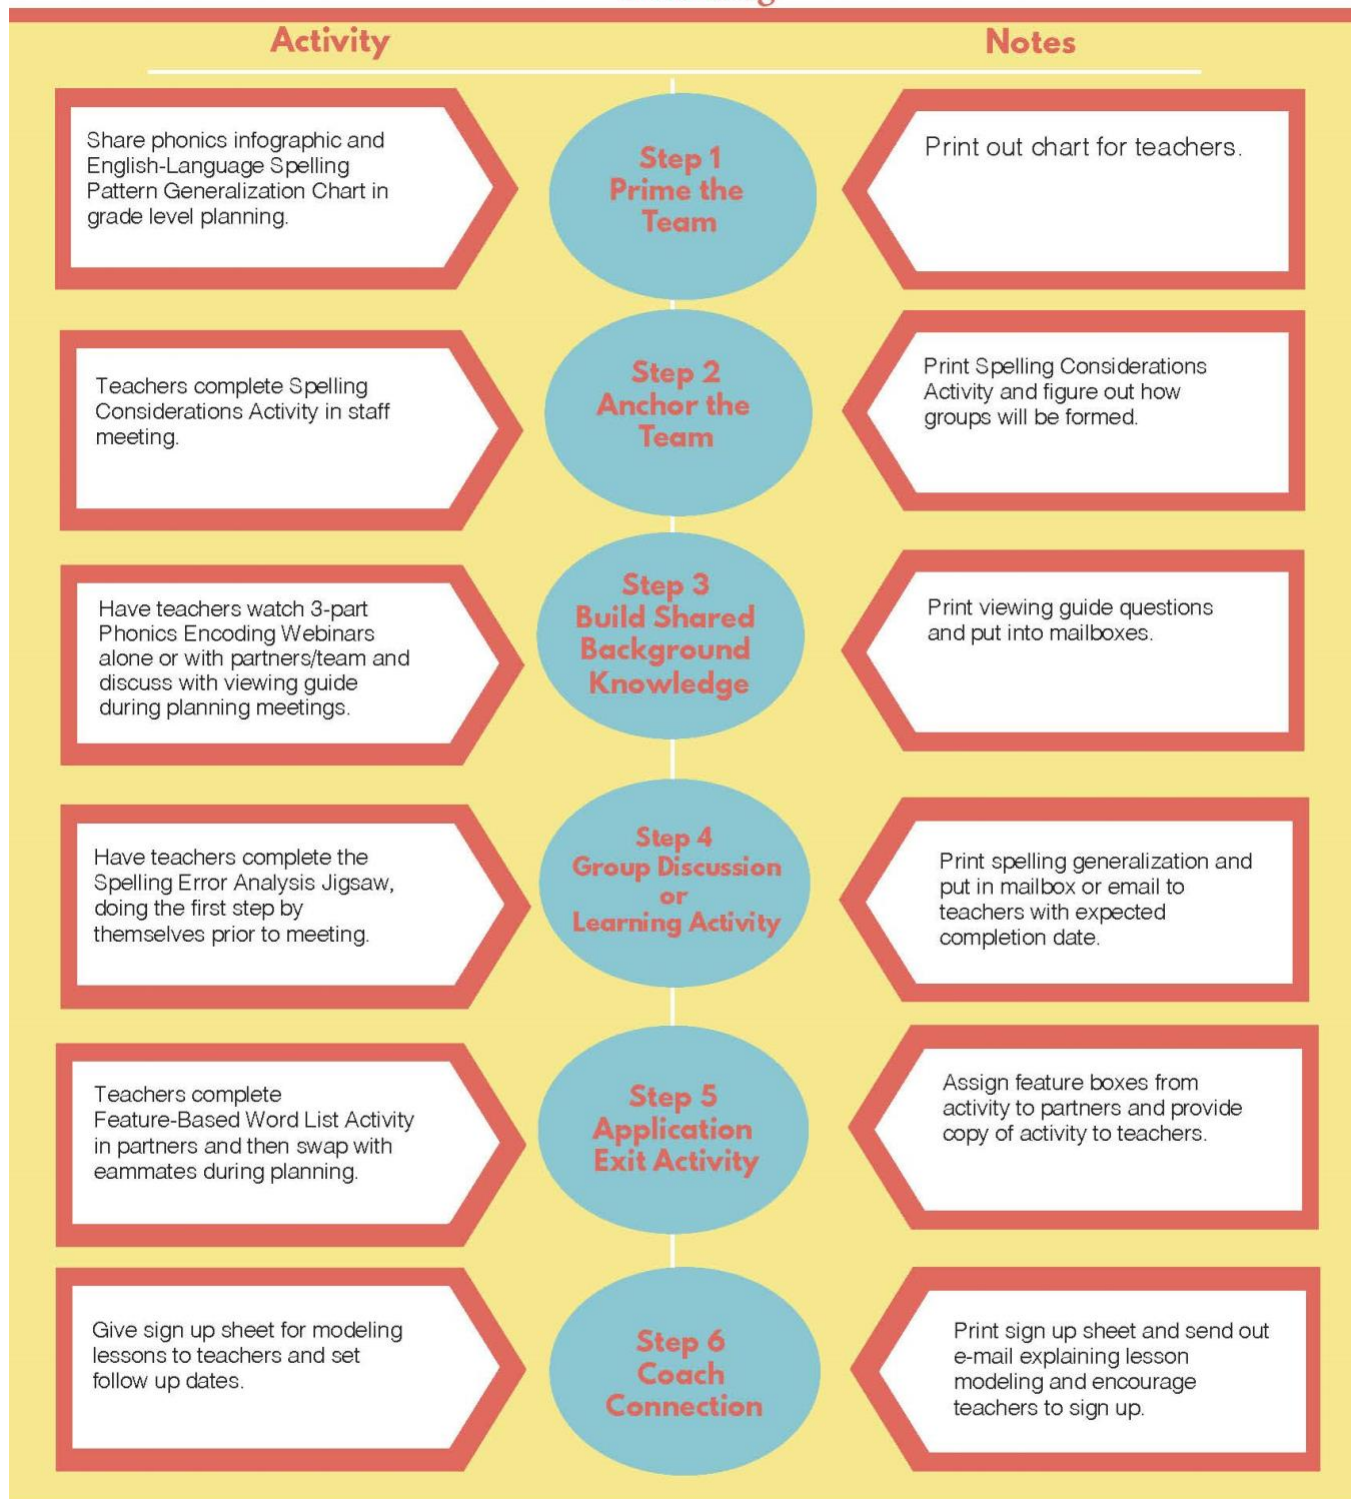 Activity
Notes
Share phonics infographic and
English-Language Spelling
Pattern Generalization Chart in
grade level planning.
Step 1
Prime the
Team
Print out chart for teachers.
Teachers complete Spelling
Considerations Activity in staff
meeting.
Step 2
Anchor the
Team
Print Spelling Considerations
Activity and figure out how
groups will be formed.
Have teachers watch 3-part
Phonics Encoding Webinars
alone or with partners/team and
discuss with viewing guide
during planning meetings.
Step 3
Build Shared
Background
Knowledge
Print viewing guide questions
and put into mailboxes.
Have teachers complete the
Spelling Error Analysis Jigsaw,
doing the first step by
themselves prior to meeting.
Step 4
Group Discussion
or
Learning Activity
Print spelling generalization and
put in mailbox or email to
teachers with expected
completion date.
Teachers complete
Feature-Based Word List Activity
in partners and then swap with
eammates during planning.
Step 5
Application
Exit Activity
Assign feature boxes from
activity to partners and provide
copy of activity to teachers.
Give sign up sheet for modeling
lessons to teachers and set
follow up dates.
Step 6
Coach
Connection
Print sign up sheet and send out
e-mail explaining lesson
modeling and encourage
teachers to sign up.